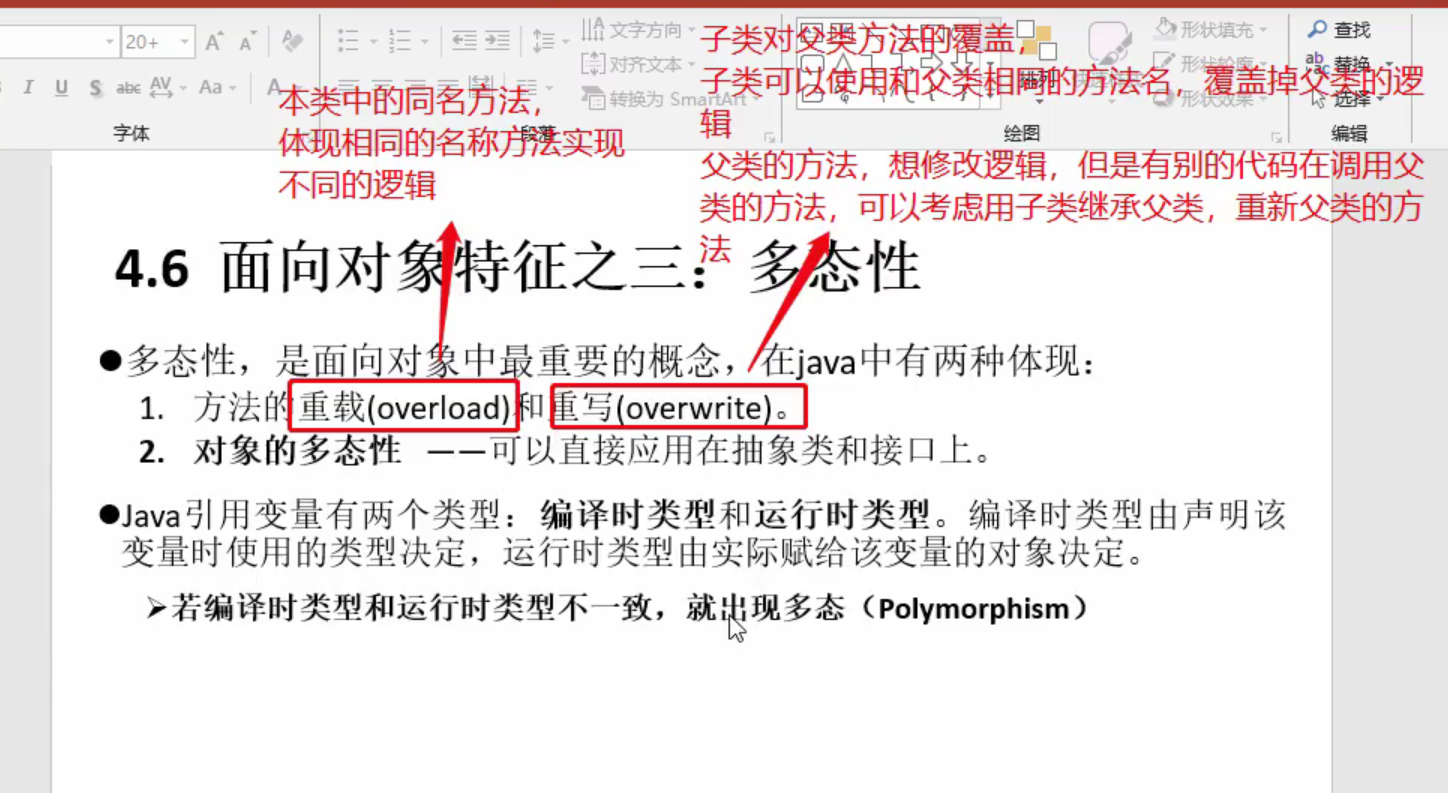 20+
文字方向
对齐文本
转换为 SmartArt
I U S abc AV Aa A
字体
段落
绘图
排列
形状填充
形状轮廓
形状效果
查找
替换
选择
编辑
本类中的同名方法，
体现相同的名称方法实现
不同的逻辑
子类对父类方法的覆盖，
子类可以使用和父类相同的方法名，覆盖掉父类的逻
辑
父类的方法，想修改逻辑，但是有别的代码在调用父
类的方法，可以考虑用子类继承父类，重新父类的方
法
4.6 面向对象特征之三：多态性
●多态性，是面向对象中最重要的概念，在java中有两种体现：
1. 方法的重载(overload)和重写(overwrite)。
2. 对象的多态性 ——可以直接应用在抽象类和接口上。
●Java引用变量有两个类型：编译时类型和运行时类型。编译时类型由声明该
变量时使用的类型决定，运行时类型由实际赋给该变量的对象决定。
➢若编译时类型和运行时类型不一致，就出现多态（Polymorphism）